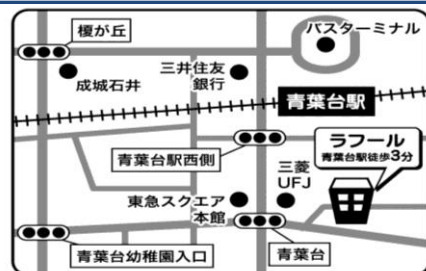 榎が丘
バスターミナル
成城石井
三井住友
銀行
青葉台駅
ラフール
青葉台駅徒歩3分
青葉台駅西側
三菱
UFJ
東急スクエア
本館
青葉台幼稚園入口
青葉台